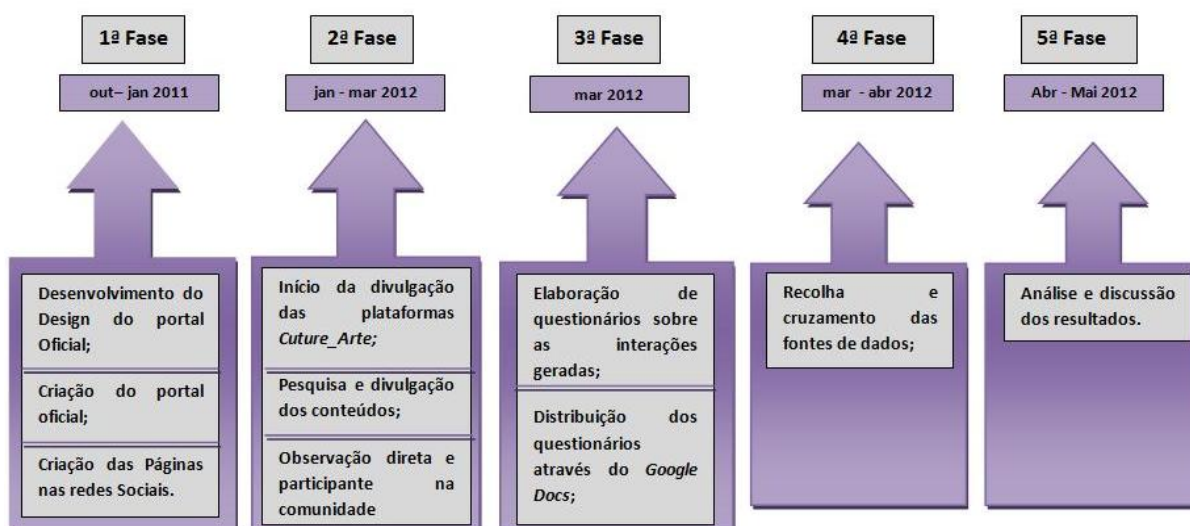 1ª Fase
out– jan 2011
Desenvolvimento do
Design do portal
Oficial;
Criação do portal
oficial;
Criação das Páginas
nas redes Sociais.
2ª Fase
jan - mar 2012
Início da divulgação
das plataformas
Cuture_Arte;
Pesquisa e divulgação
dos conteúdos;
Observação direta e
participante na
comunidade
3ª Fase
mar 2012
Elaboração de
questionários sobre
as interações
geradas;
Distribuição dos
questionários
através do Google
Docs;
4ª Fase
mar - abr 2012
Recolha e
cruzamento das
fontes de dados;
5ª Fase
Abr - Mai 2012
Análise e discussão
dos resultados.